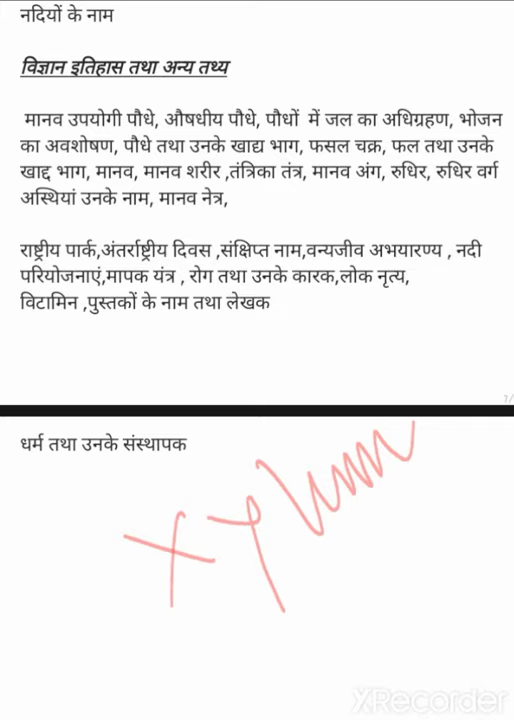 नदियों के नाम
विज्ञान इतिहास तथा अन्य तथ्य
मानव उपयोगी पौधे, औषधीय पौधे, पौधों में जल का अधिग्रहण, भोजन
का अवशोषण, पौधे तथा उनके खाद्य भाग, फसल चक्र, फल तथा उनके
खाद्द भाग, मानव, मानव शरीर ,तंत्रिका तंत्र, मानव अंग, रुधिर, रुधिर वर्ग
अस्थियां उनके नाम, मानव नेत्र,
राष्ट्रीय पार्क,अंतर्राष्ट्रीय दिवस ,संक्षिप्त नाम,वन्यजीव अभयारण्य , नदी
परियोजनाएं,मापक यंत्र , रोग तथा उनके कारक,लोक नृत्य,
विटामिन ,पुस्तकों के नाम तथा लेखक
धर्म तथा उनके संस्थापक
XRecorder